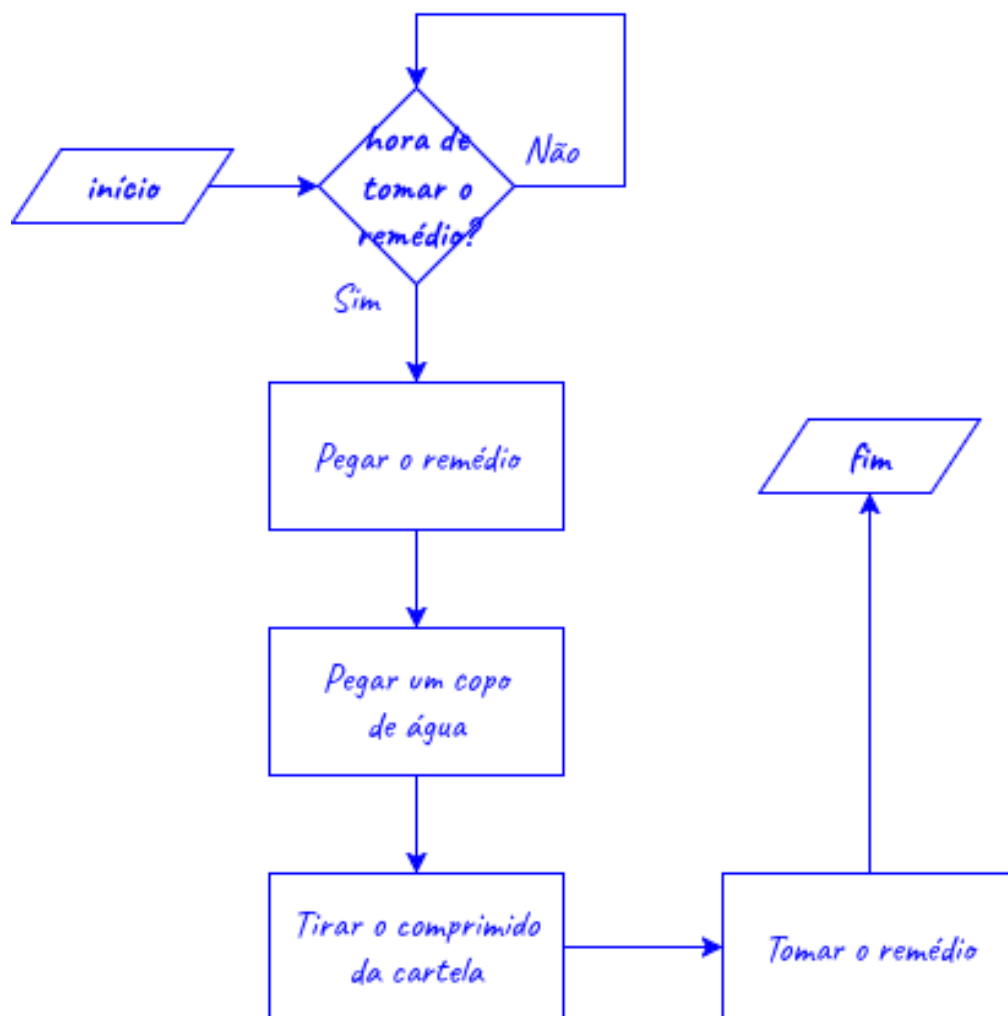 início
hora de
tomar o
remédio?
Não
Sim
Pegar o remédio
Pegar um copo
de água
Tirar o comprimido
da cartela
Tomar o remédio
fim